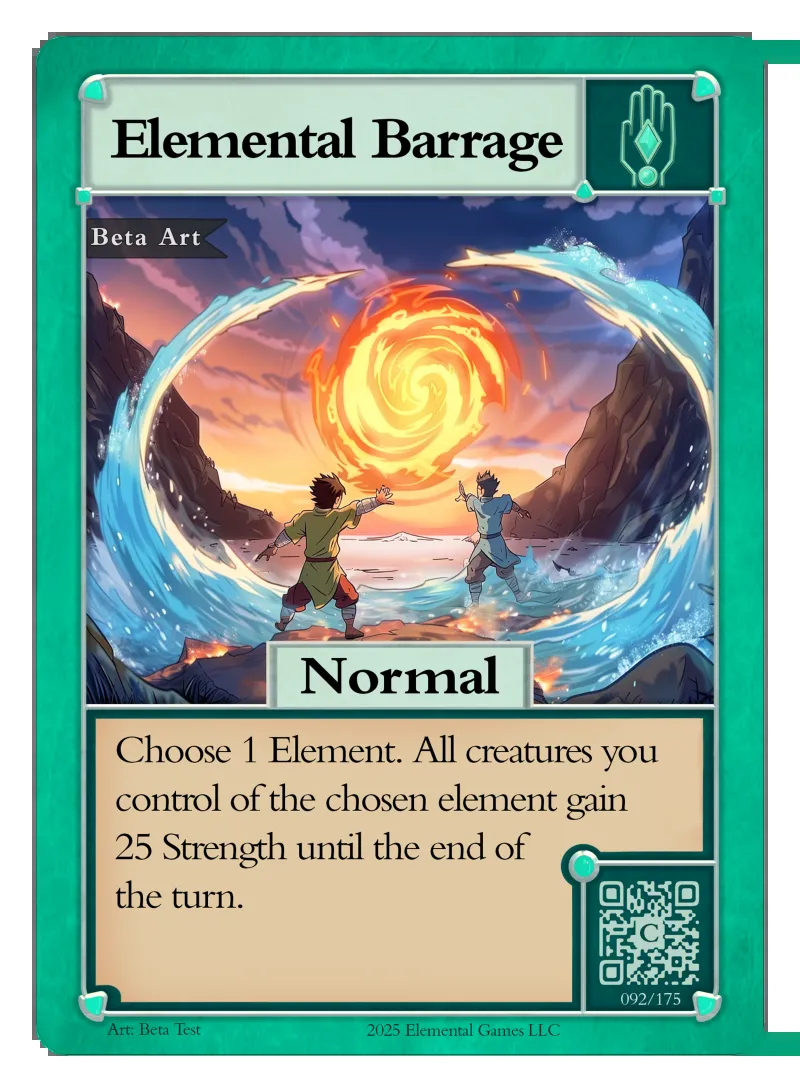 Elemental Barrage
Beta Art
Normal
Choose 1 Element. All creatures you
control of the chosen element gain
25 Strength until the end of
the turn.
C
092/175
Art: Beta Test
2025 Elemental Games LLC